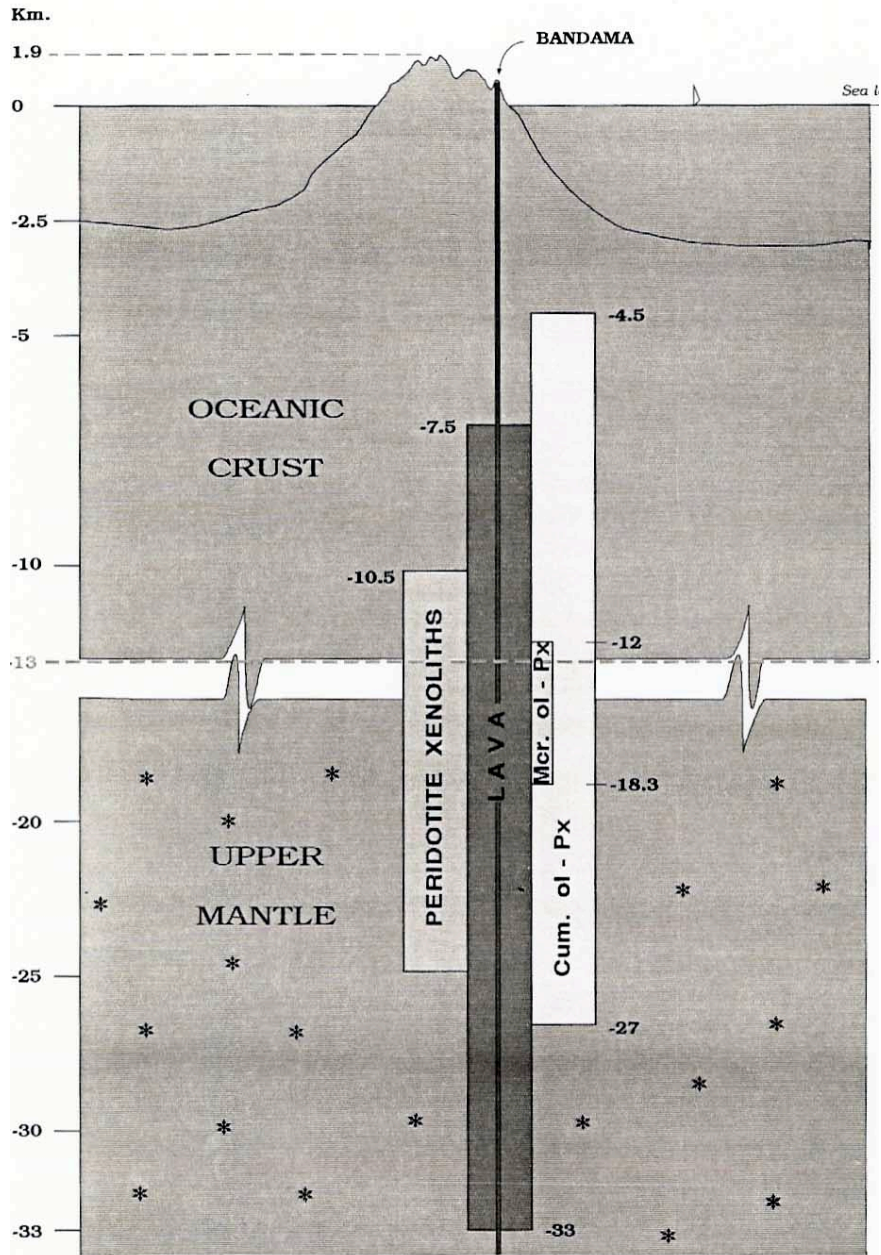 Km.
1.9
BANDAMA
0
Sea l
-2.5
-5
-4.5
OCEANIC
CRUST
-7.5
-10
-10.5
-12
-13
PERIDOTITE XENOLITHS
LAVA
Mcr. ol - Px
Cum. ol - Px
-18.3
-20
UPPER
MANTLE
-25
-27
-30
-33
-33